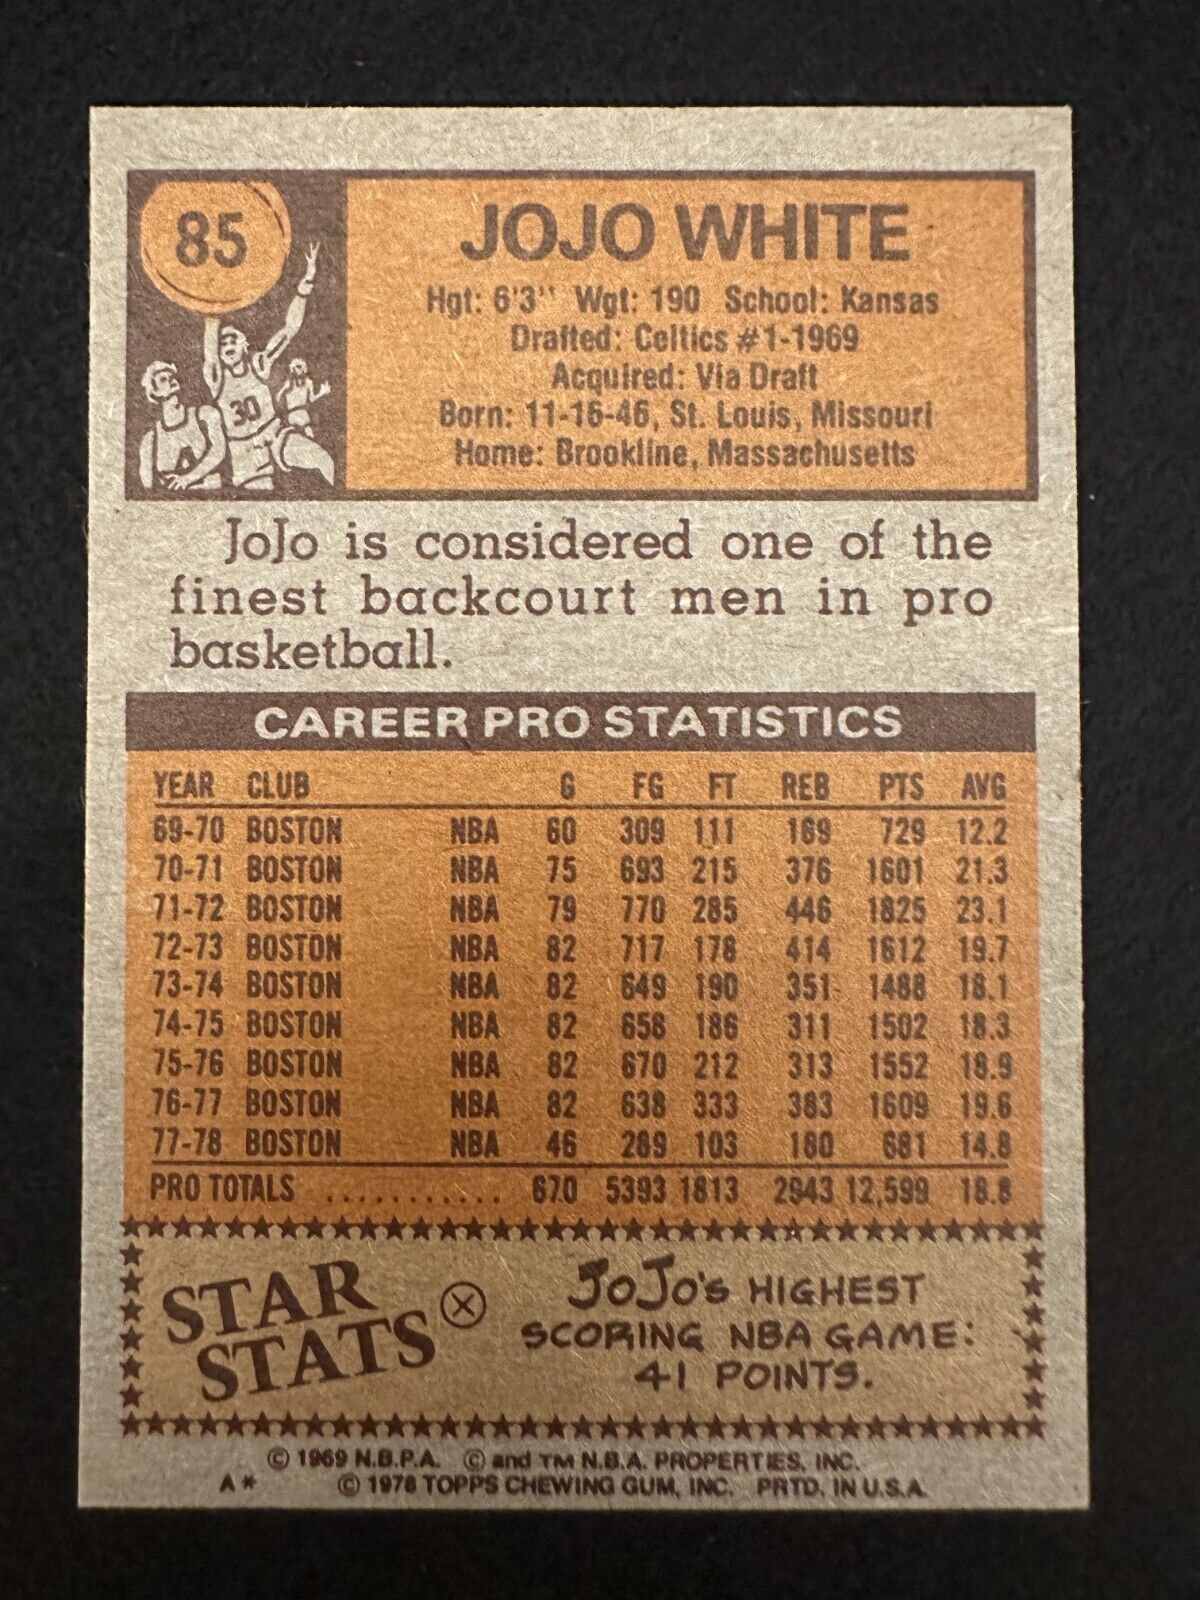 85
JOJO WHITE
Hgt: 6'3" Wgt: 190 School: Kansas
Drafted: Celtics #1-1969
Acquired: Via Draft
Born: 11-16-46, St. Louis, Missouri
Home: Brookline, Massachusetts
30
JoJo is considered one of the
finest backcourt men in pro
basketball.
CAREER PRO STATISTICS
YEAR CLUB G FG FT REB PTS AVG
69-70 BOSTON NBA 60 309 111 169 729 12.2
70-71 BOSTON NBA 75 693 215 376 1601 21.3
71-72 BOSTON NBA 79 770 285 446 1825 23.1
72-73 BOSTON NBA 82 717 178 414 1612 19.7
73-74 BOSTON NBA 82 649 190 351 1488 18.1
74-75 BOSTON NBA 82 658 186 311 1502 18.3
75-76 BOSTON NBA 82 670 212 313 1552 18.9
76-77 BOSTON NBA 82 638 333 383 1609 19.6
77-78 BOSTON NBA 46 289 103 180 681 14.8
PRO TOTALS ........... 670 5393 1813 2943 12,599 18.8
STAR
STATS
JOJO'S HIGHEST
SCORING NBA GAME:
41 POINTS.
© 1969 N.B.P.A. © and TM N.B.A. PROPERTIES, INC.
A * © 1978 TOPPS CHEWING GUM, INC. PRTD. IN U.S.A.